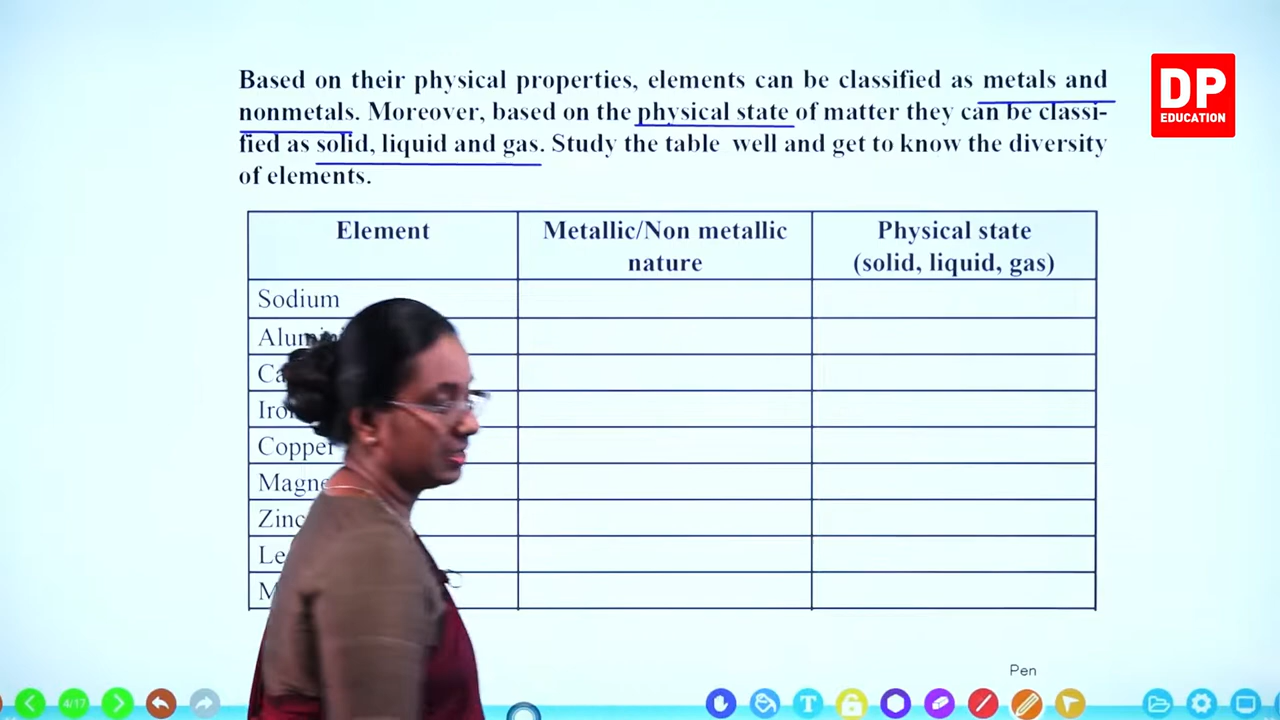 DP
EDUCATION
Based on their physical properties, elements can be classified as metals and
nonmetals. Moreover, based on the physical state of matter they can be classi-
fied as solid, liquid and gas. Study the table well and get to know the diversity
of elements.
Element Metallic/Non metallic nature Physical state (solid, liquid, gas)
Sodium
Iron
Copper
Zinc
Pen
4/17